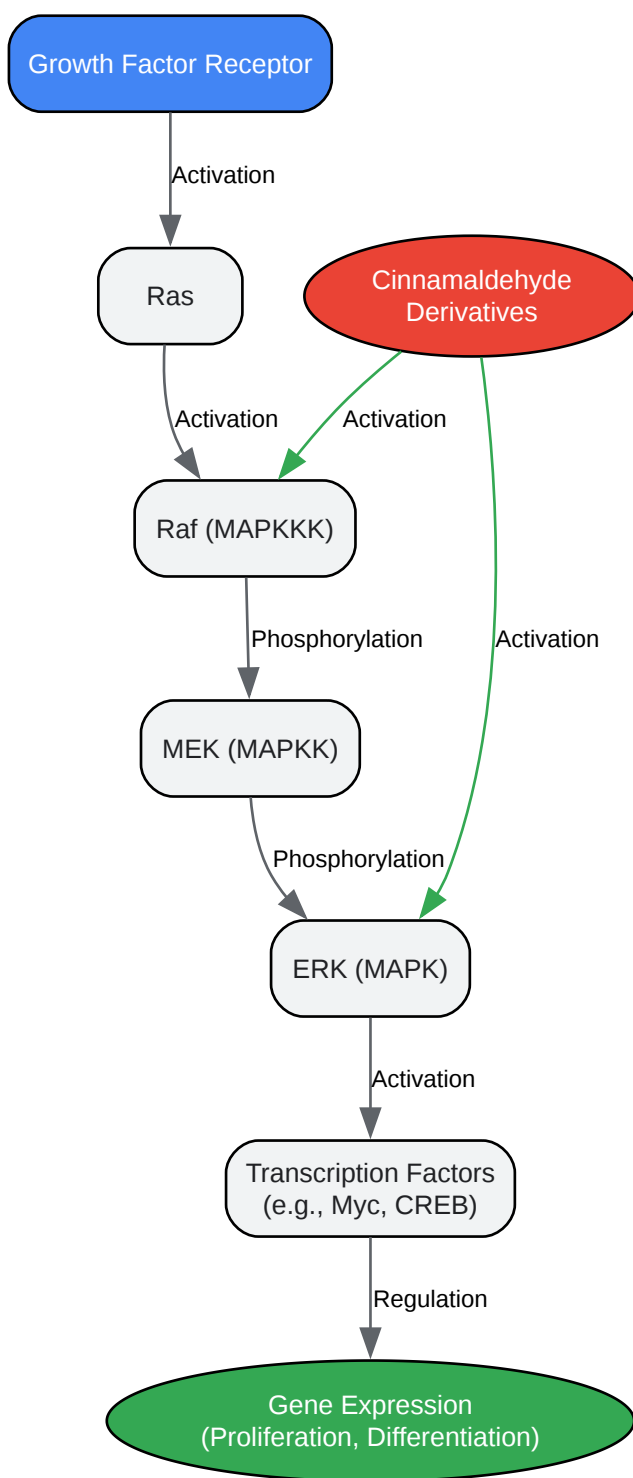 Growth Factor Receptor
Activation
Ras
Cinnamaldehyde
Derivatives
Activation
Activation
Raf (MAPKKK)
Phosphorylation
Activation
MEK (MAPKK)
Phosphorylation
ERK (MAPK)
Activation
Transcription Factors
(e.g., Myc, CREB)
Regulation
Gene Expression
(Proliferation, Differentiation)